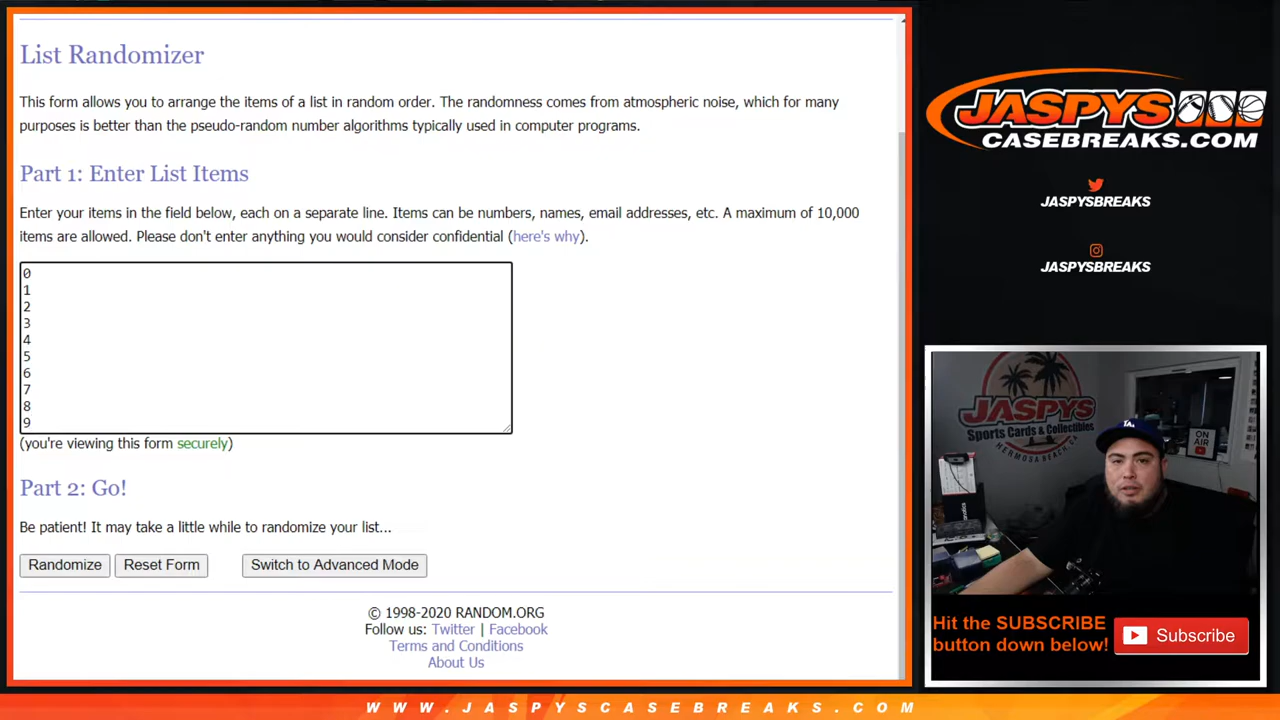 List Randomizer
This form allows you to arrange the items of a list in random order. The randomness comes from atmospheric noise, which for many
purposes is better than the pseudo-random number algorithms typically used in computer programs.
Part 1: Enter List Items
Enter your items in the field below, each on a separate line. Items can be numbers, names, email addresses, etc. A maximum of 10,000
items are allowed. Please don't enter anything you would consider confidential (here's why).
0
1
2
3
4
5
6
7
8
9
(you're viewing this form securely)
Part 2: Go!
Be patient! It may take a little while to randomize your list...
Randomize Reset Form Switch to Advanced Mode
© 1998-2020 RANDOM.ORG
Follow us: Twitter | Facebook
Terms and Conditions
About Us
JASPYS
CASEBREAKS.COM
JASPYSBREAKS
JASPYSBREAKS
JASPYS
Sports Cards & Collectibles
HERMOSA BEACH, CA
ON
AIR
LA
Hit the SUBSCRIBE
button down below!
Subscribe
WWW.JASPYSCASEBREAKS.COM